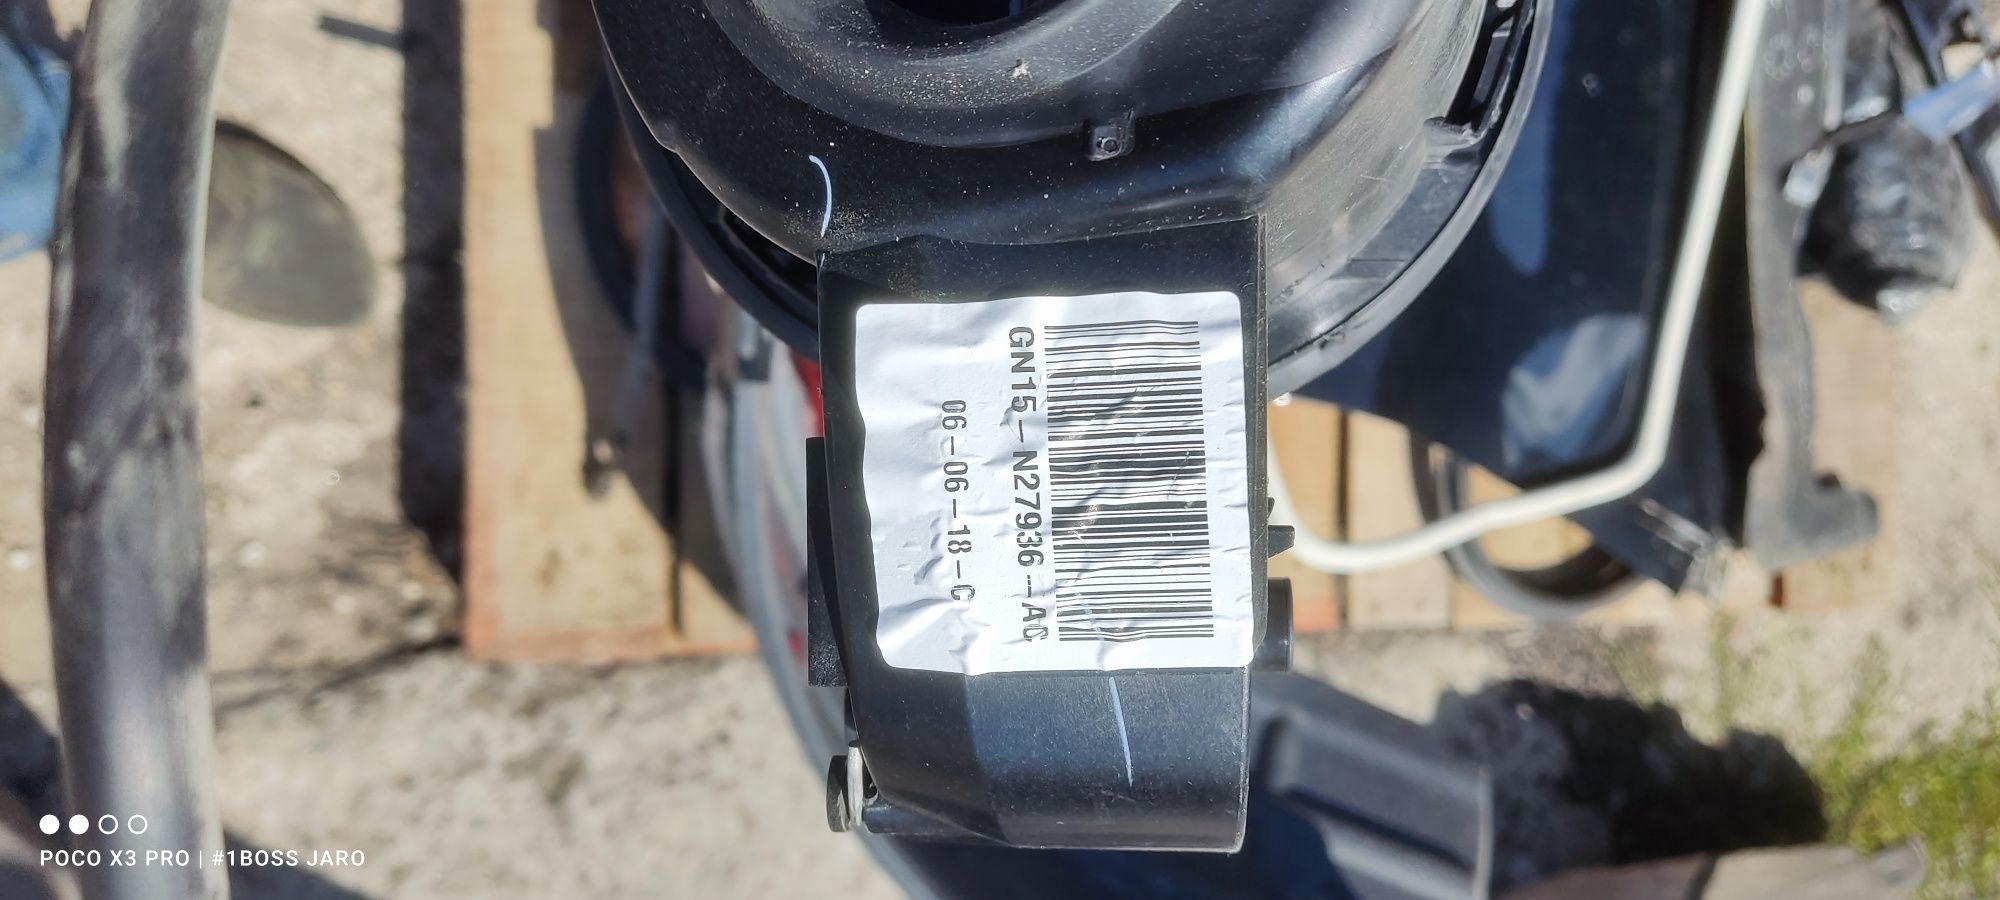 GN15-N27936-AC
06-06-18-C
POCO X3 PRO | #1BOSS JARO